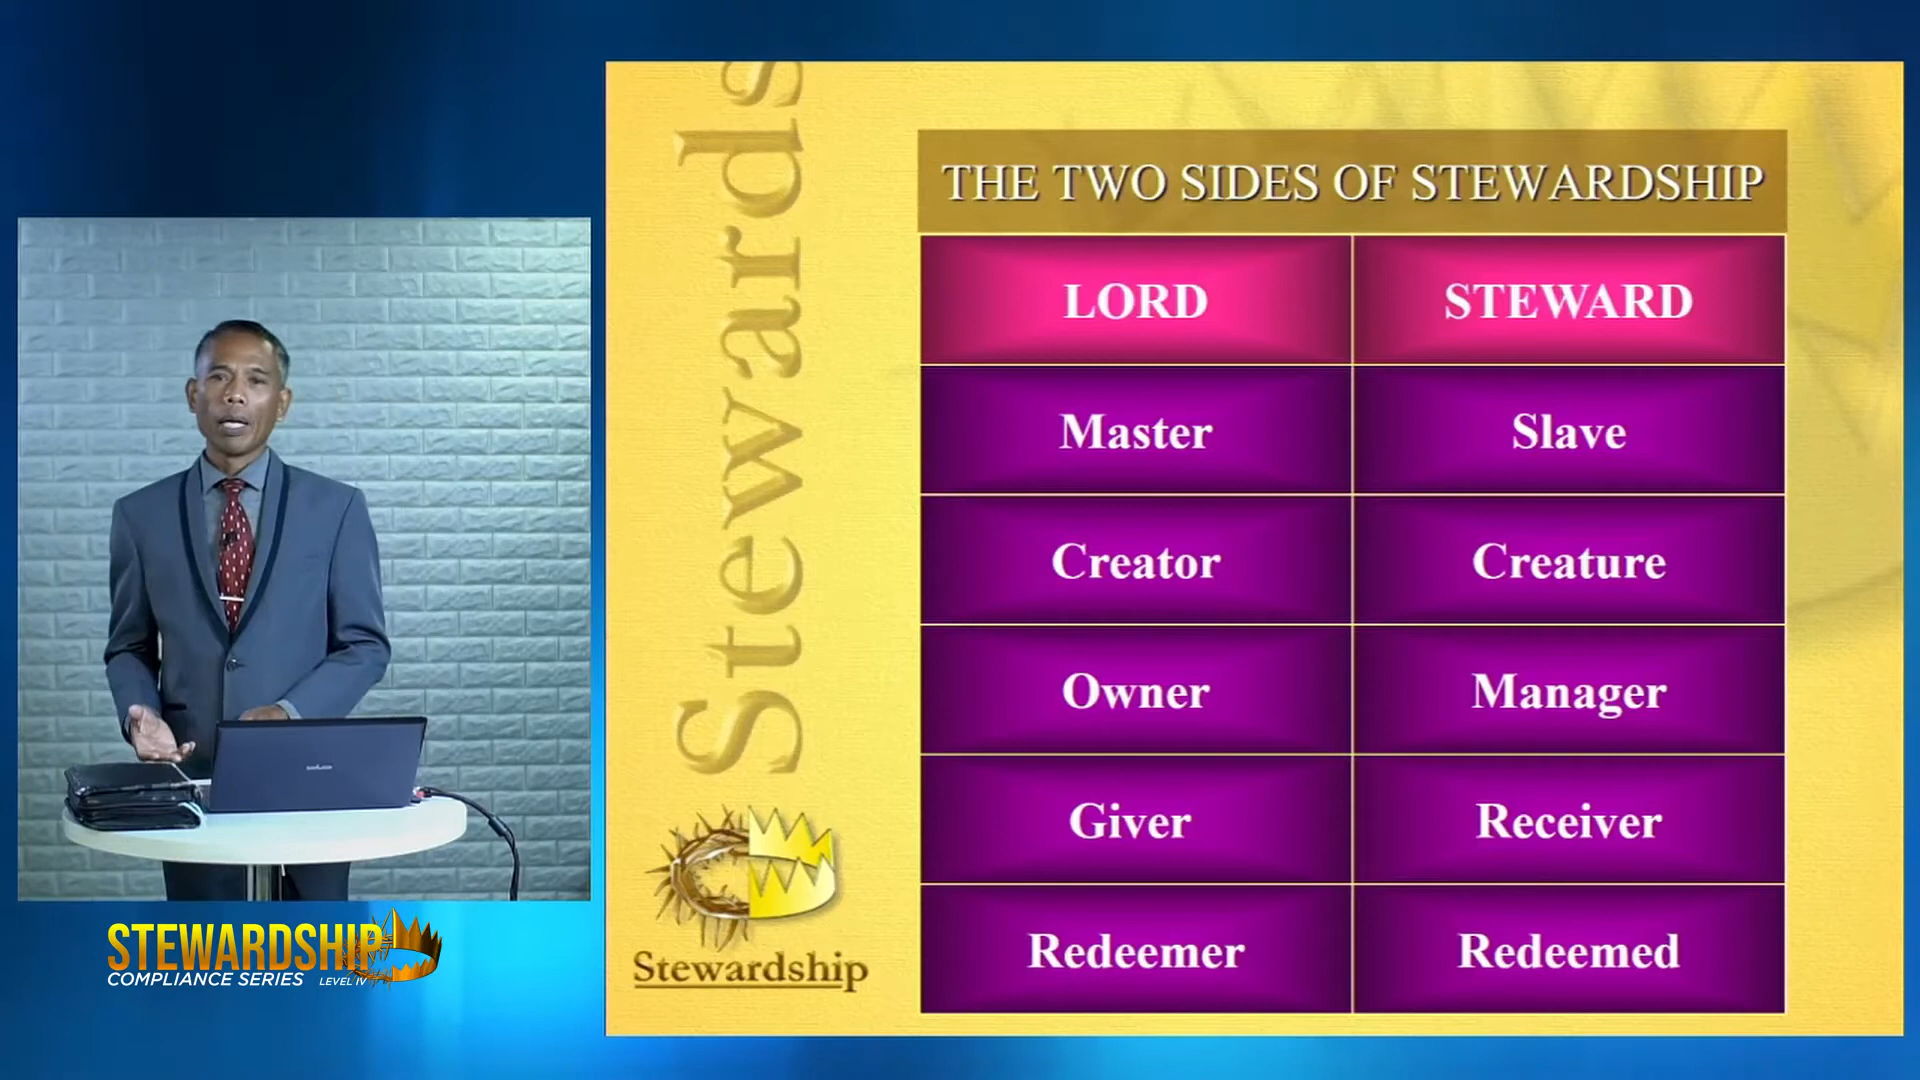 Stewards
THE TWO SIDES OF STEWARDSHIP
LORD STEWARD
Master Slave
Creator Creature
Owner Manager
Giver Receiver
Redeemer Redeemed
Stewardship
STEWARDSHIP
COMPLIANCE SERIES LEVEL IV